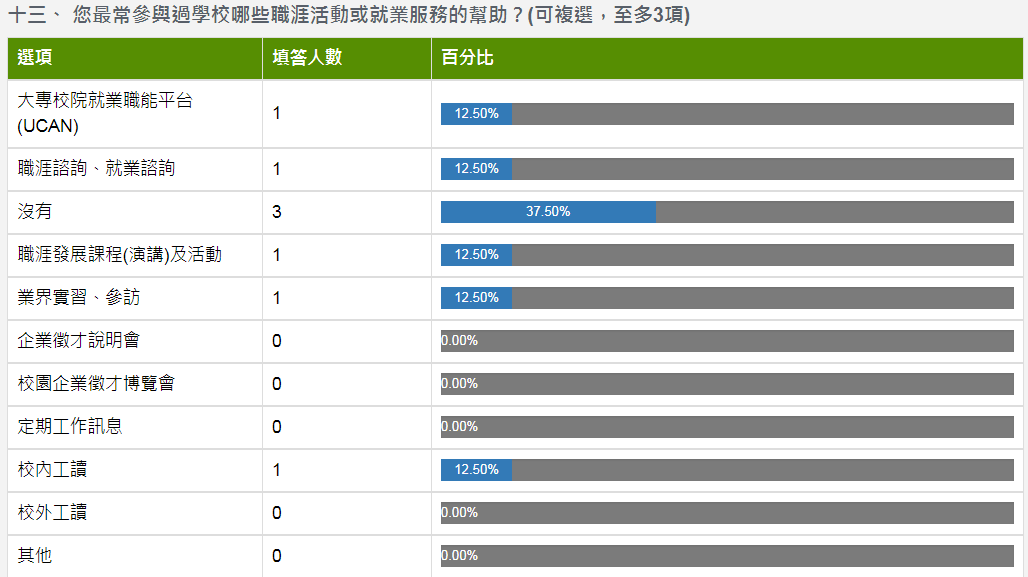 十三、 您最常參與過學校哪些職涯活動或就業服務的幫助？(可複選，至多3項)
選項 填答人數 百分比
大專校院就業職能平台
(UCAN) 1 12.50%
職涯諮詢、就業諮詢 1 12.50%
沒有 3 37.50%
職涯發展課程(演講)及活動 1 12.50%
業界實習、參訪 1 12.50%
企業徵才說明會 0 0.00%
校園企業徵才博覽會 0 0.00%
定期工作訊息 0 0.00%
校內工讀 1 12.50%
校外工讀 0 0.00%
其他 0 0.00%